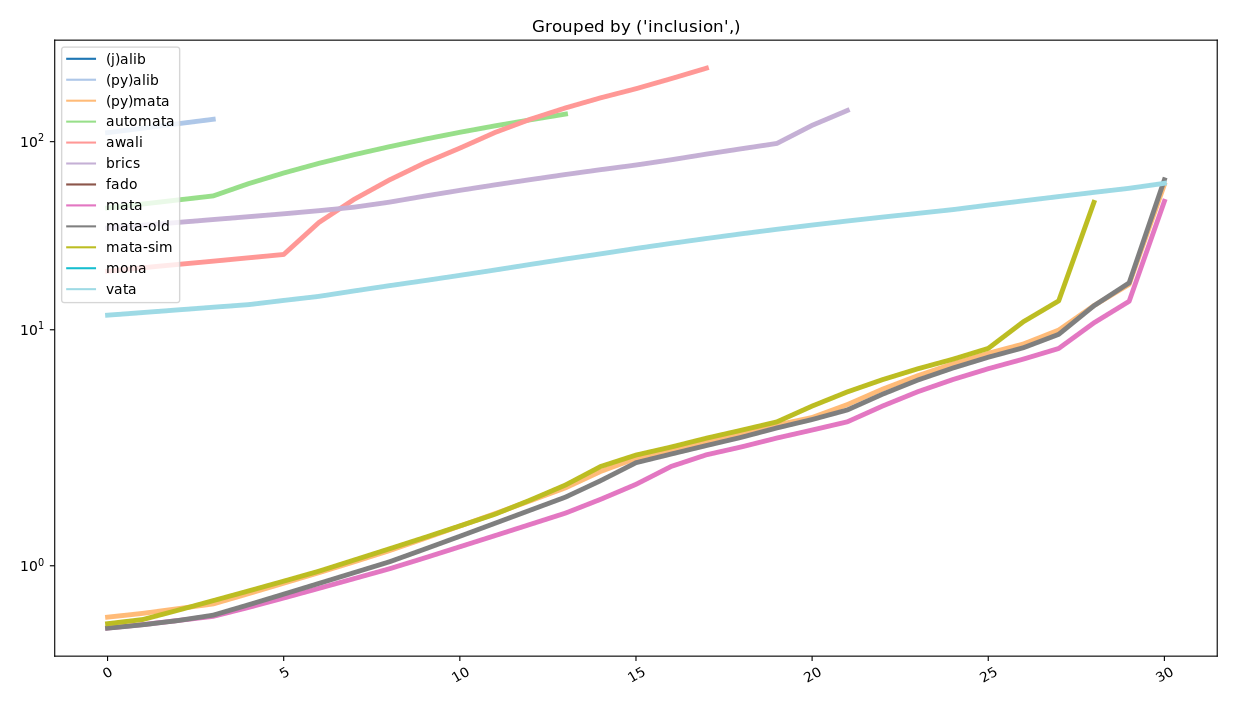 Grouped by ('inclusion',)
(j)alib
(py)alib
(py)mata
automata
awali
brics
fado
mata
mata-old
mata-sim
mona
vata
10²
10¹
10⁰
0
5
10
15
20
25
30